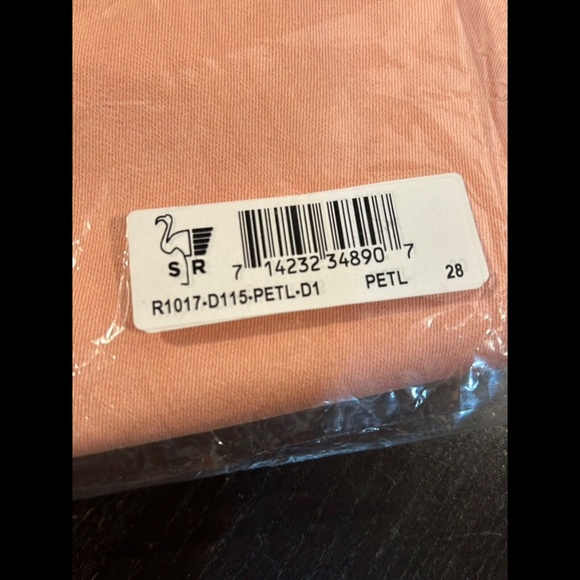 S R
7 14232 34890 7
R1017-D115-PETL-D1 PETL 28